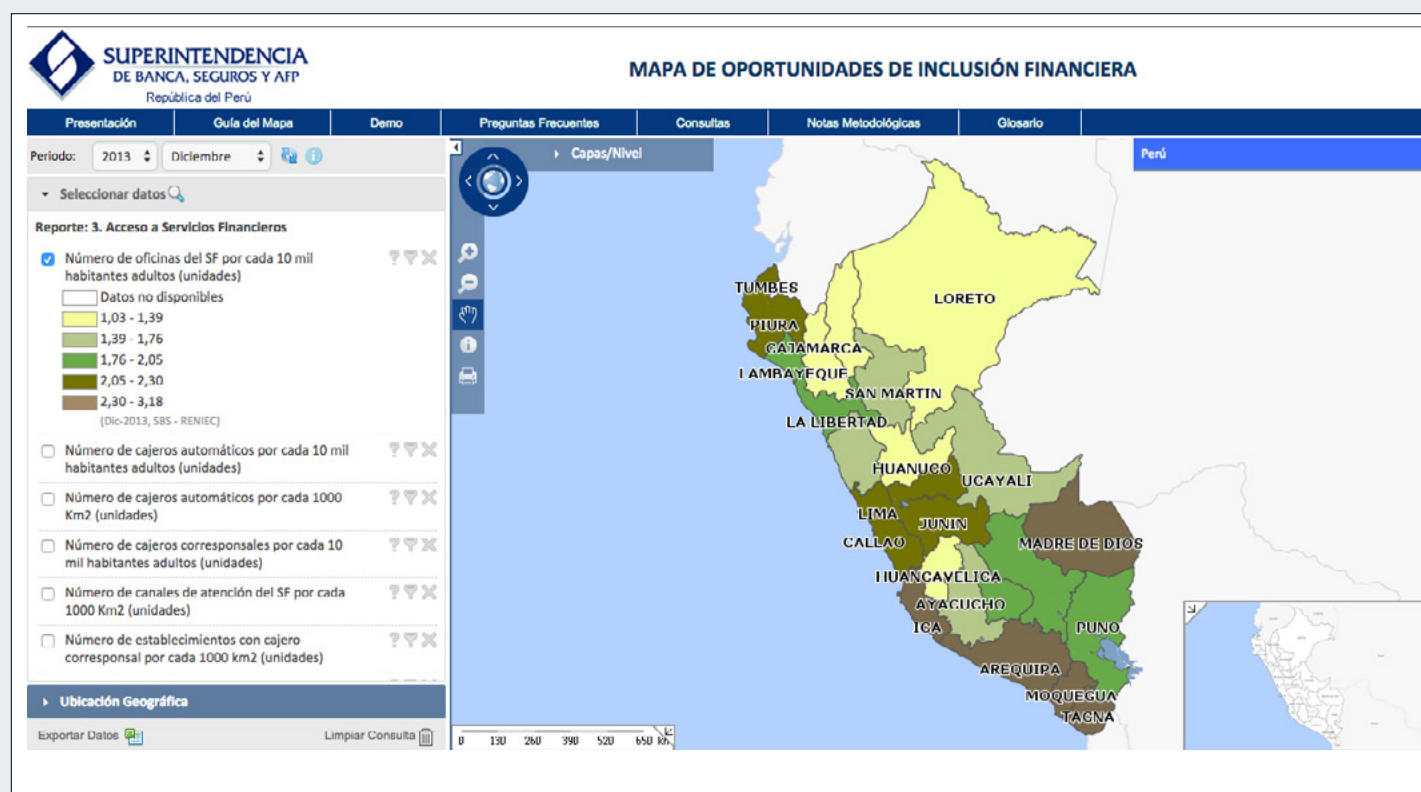 SUPERINTENDENCIA
DE BANCA, SEGUROS Y AFP
República del Perú
MAPA DE OPORTUNIDADES DE INCLUSIÓN FINANCIERA
Presentación
Guía del Mapa
Demo
Preguntas Frecuentes
Consultas
Notas Metodológicas
Glosario
Periodo:
2013
Diciembre
Seleccionar datos
Reporte: 3. Acceso a Servicios Financieros
Número de oficinas del SF por cada 10 mil
habitantes adultos (unidades)
Datos no disponibles
1,03 - 1,39
1,39 - 1,76
1,76 - 2,05
2,05 - 2,30
2,30 - 3,18
(Dic-2013, SBS - RENIEC)
Número de cajeros automáticos por cada 10 mil
habitantes adultos (unidades)
Número de cajeros automáticos por cada 1000
Km2 (unidades)
Número de cajeros corresponsales por cada 10
mil habitantes adultos (unidades)
Número de canales de atención del SF por cada
1000 Km2 (unidades)
Número de establecimientos con cajero
corresponsal por cada 1000 km2 (unidades)
Ubicación Geográfica
Exportar Datos
Limpiar Consulta
Capas/Nivel
Perú
TUMBES
LORETO
PIURA
CAJAMARCA
LAMBAYEQUE
SAN MARTIN
LA LIBERTAD
HUANUCO
UCAYALI
LIMA
JUNIN
CALLAO
MADRE DE DIOS
HUANCAVELICA
AYACUCHO
ICA
PUNO
AREQUIPA
MOQUEGUA
TACNA
0 130 260 390 520 650 km